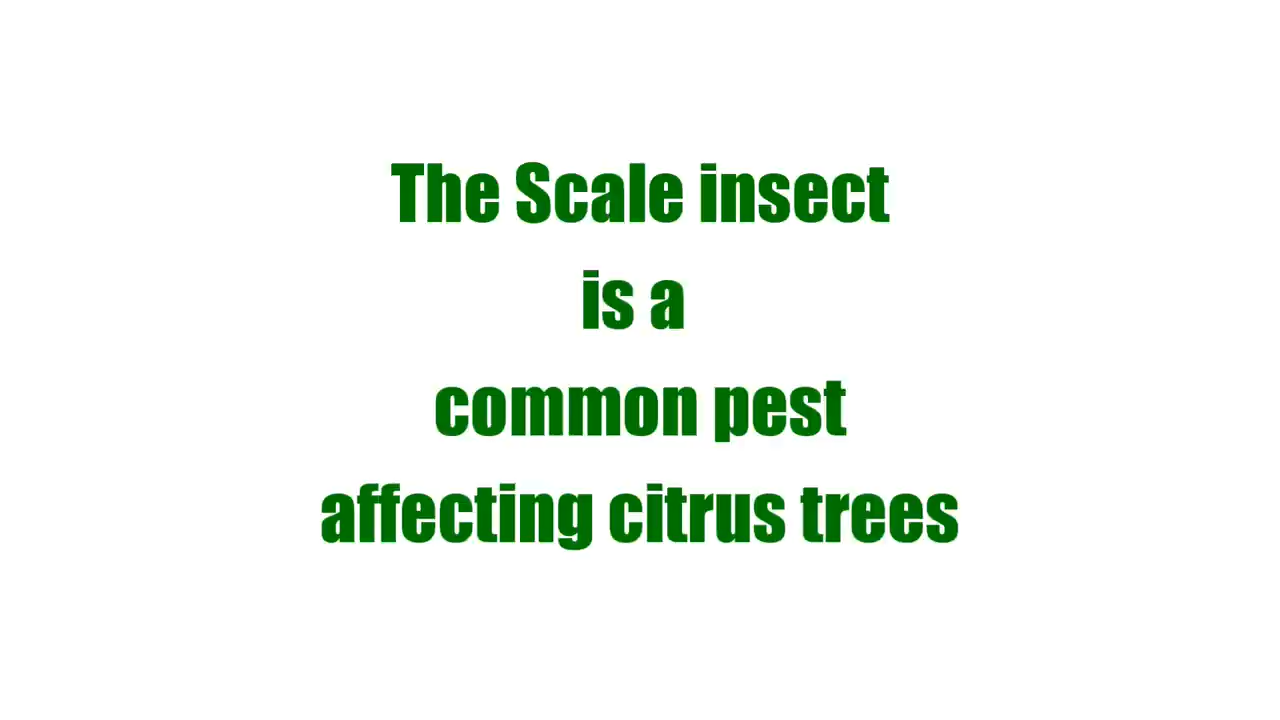 The Scale insect
is a
common pest
affecting citrus trees